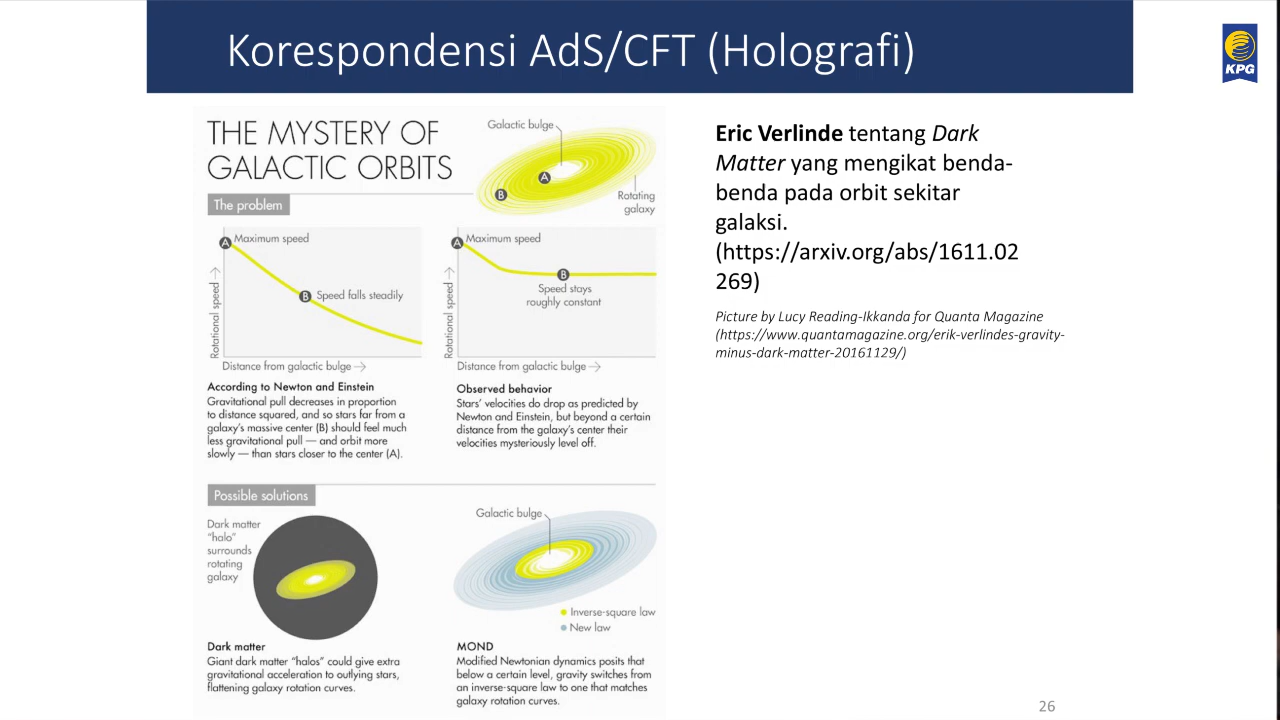 Korespondensi AdS/CFT (Holografi)
KPG
THE MYSTERY OF
GALACTIC ORBITS
Galactic bulge
A
B
Rotating
galaxy
The problem
A Maximum speed
B Speed falls steadily
Rotational speed →
Distance from galactic bulge →
According to Newton and Einstein
Gravitational pull decreases in proportion
to distance squared, and so stars far from a
galaxy's massive center (B) should feel much
less gravitational pull — and orbit more
slowly — than stars closer to the center (A).
A Maximum speed
B
Speed stays
roughly constant
Rotational speed →
Distance from galactic bulge →
Observed behavior
Stars' velocities do drop as predicted by
Newton and Einstein, but beyond a certain
distance from the galaxy's center their
velocities mysteriously level off.
Possible solutions
Dark matter
"halo"
surrounds
rotating
galaxy
Dark matter
Giant dark matter "halos" could give extra
gravitational acceleration to outlying stars,
flattening galaxy rotation curves.
Galactic bulge
Inverse-square law
New law
MOND
Modified Newtonian dynamics posits that
below a certain level, gravity switches from
an inverse-square law to one that matches
galaxy rotation curves.
Eric Verlinde tentang Dark
Matter yang mengikat benda-
benda pada orbit sekitar
galaksi.
(https://arxiv.org/abs/1611.02
269)
Picture by Lucy Reading-Ikkanda for Quanta Magazine
(https://www.quantamagazine.org/erik-verlindes-gravity-
minus-dark-matter-20161129/)
26